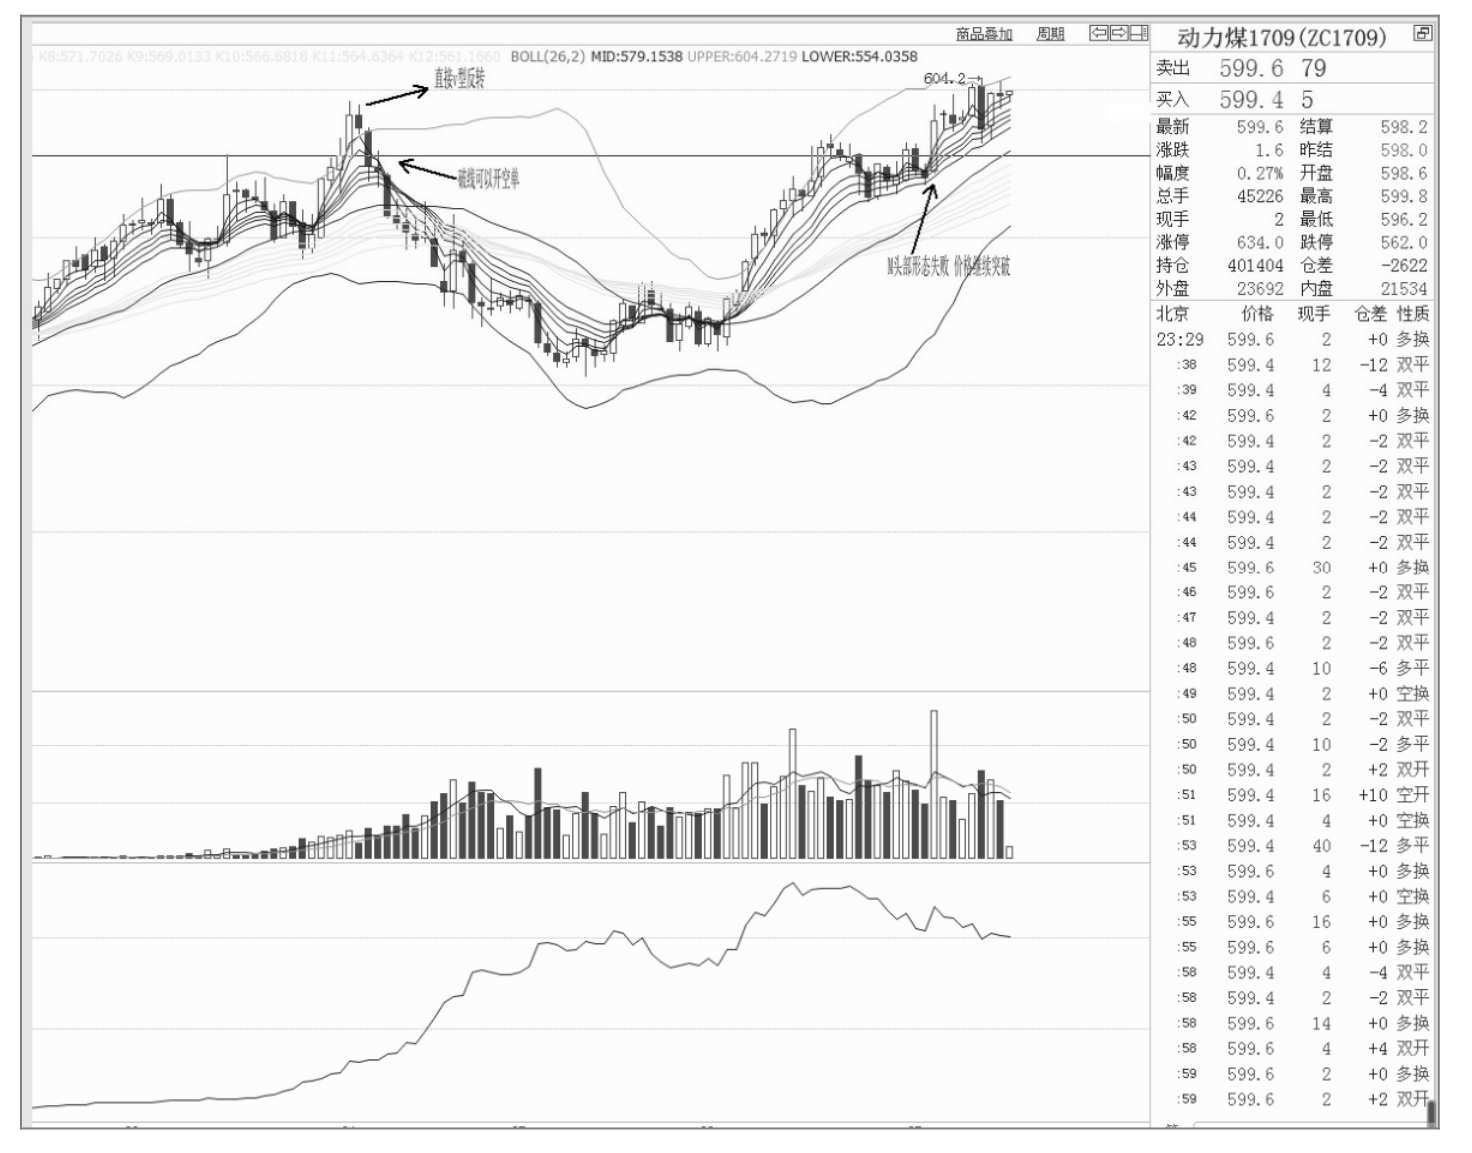 商品叠加 周期
K8:571.7026 K9:569.0133 K10:566.6818 K11:564.6364 K12:561.1660 BOLL(26,2) MID:579.1538 UPPER:604.2719 LOWER:554.0358
直接v型反转
604.2
破线可以开空单
M头部形态失败 价格继续突破
动力煤1709(ZC1709)
卖出 599.6 79
买入 599.4 5
最新 599.6 结算 598.2
涨跌 1.6 昨结 598.0
幅度 0.27% 开盘 598.6
总手 45226 最高 599.8
现手 2 最低 596.2
涨停 634.0 跌停 562.0
持仓 401404 仓差 -2622
外盘 23692 内盘 21534
北京 价格 现手 仓差 性质
23:29 599.6 2 +0 多换
:38 599.4 12 -12 双平
:39 599.4 4 -4 双平
:42 599.6 2 +0 多换
:42 599.4 2 -2 双平
:43 599.4 2 -2 双平
:43 599.4 2 -2 双平
:44 599.4 2 -2 双平
:44 599.4 2 -2 双平
:45 599.6 30 +0 多换
:46 599.6 2 -2 双平
:47 599.4 2 -2 双平
:48 599.6 2 -2 双平
:48 599.4 10 -6 多平
:49 599.4 2 +0 空换
:50 599.4 2 -2 双平
:50 599.4 10 -2 多平
:50 599.4 2 +2 双开
:51 599.4 16 +10 空开
:51 599.4 4 +0 空换
:53 599.4 40 -12 多平
:53 599.6 4 +0 多换
:53 599.4 6 +0 空换
:55 599.6 16 +0 多换
:55 599.6 6 +0 多换
:58 599.4 4 -4 双平
:58 599.4 2 -2 双平
:58 599.6 14 +0 多换
:58 599.6 4 +4 双开
:59 599.6 2 +0 多换
:59 599.6 2 +2 双开